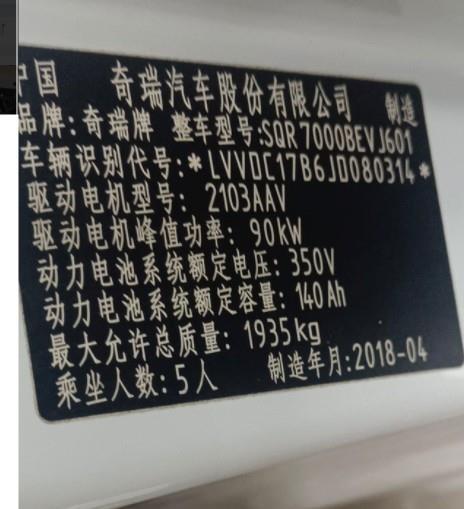 中国 奇瑞汽车股份有限公司 制造
品牌:奇瑞牌 整车型号:SQR7000BEVJ601
车辆识别代号:*LVVDC17B6JD080314*
驱动电机型号: 2103AAV
驱动电机峰值功率: 90kW
动力电池系统额定电压: 350V
动力电池系统额定容量: 140Ah
最大允许总质量: 1935kg
乘坐人数:5人 制造年月:2018-04